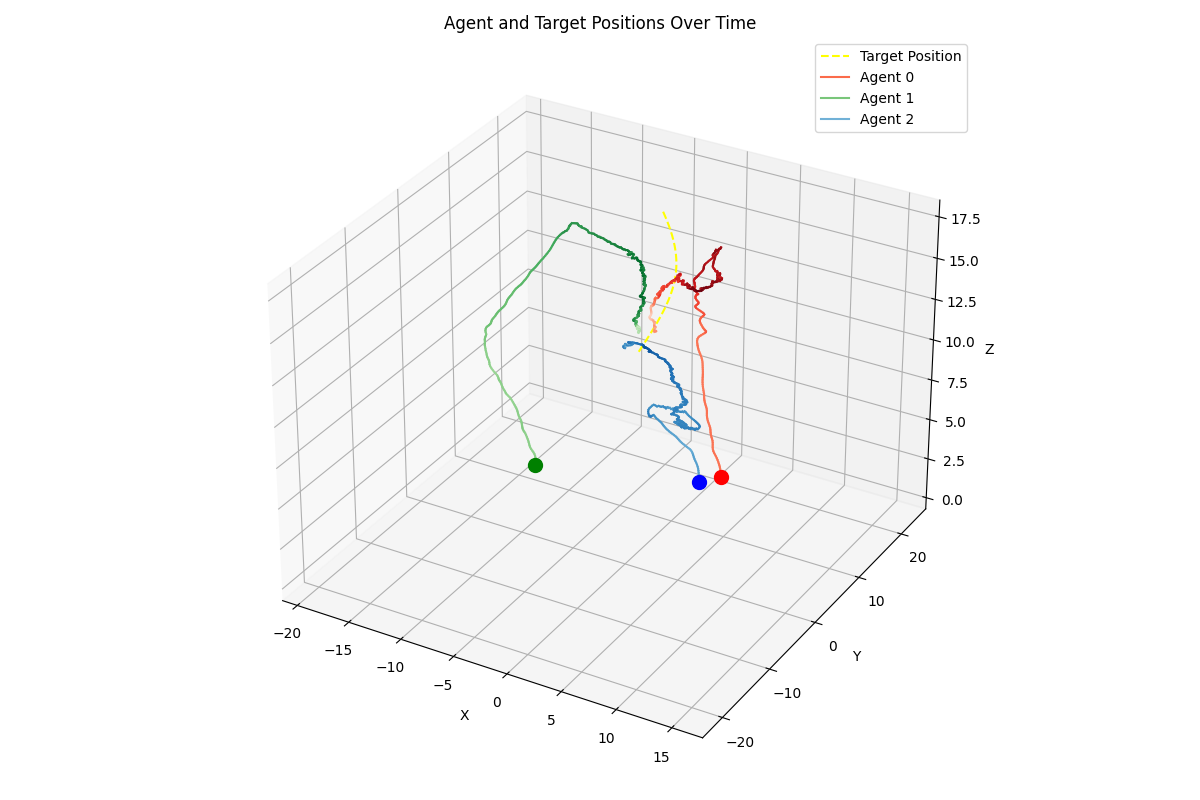 Agent and Target Positions Over Time
Target Position
Agent 0
Agent 1
Agent 2
17.5
15.0
12.5
10.0
7.5
5.0
2.5
0.0
Z
20
10
0
−10
−20
Y
−20
−15
−10
−5
0
5
10
15
X